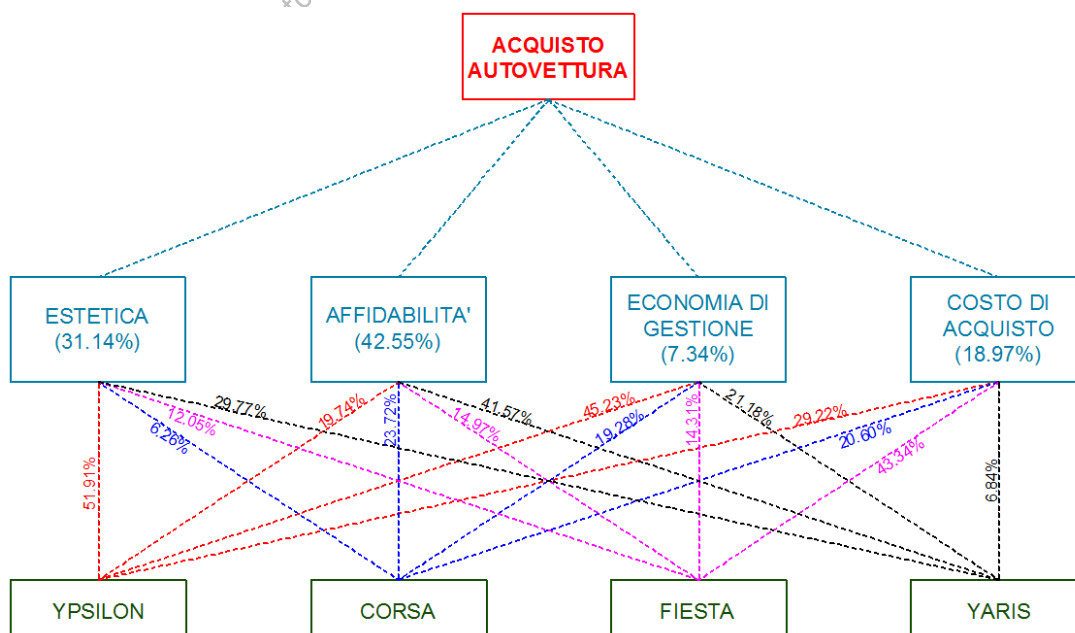 ACQUISTO
AUTOVETTURA
ESTETICA
(31.14%)
AFFIDABILITA'
(42.55%)
ECONOMIA DI
GESTIONE
(7.34%)
COSTO DI
ACQUISTO
(18.97%)
51.91%
6.26%
12.05%
29.77%
19.74%
23.72%
14.97%
41.57%
45.23%
19.28%
14.31%
21.18%
29.22%
20.60%
43.34%
6.84%
YPSILON
CORSA
FIESTA
YARIS